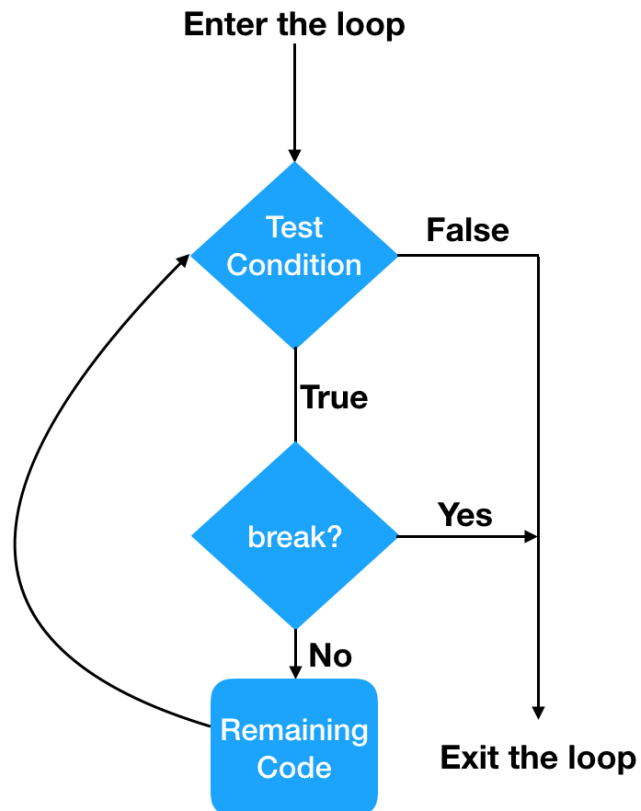 Enter the loop
Test
Condition
False
True
break?
Yes
No
Remaining
Code
Exit the loop